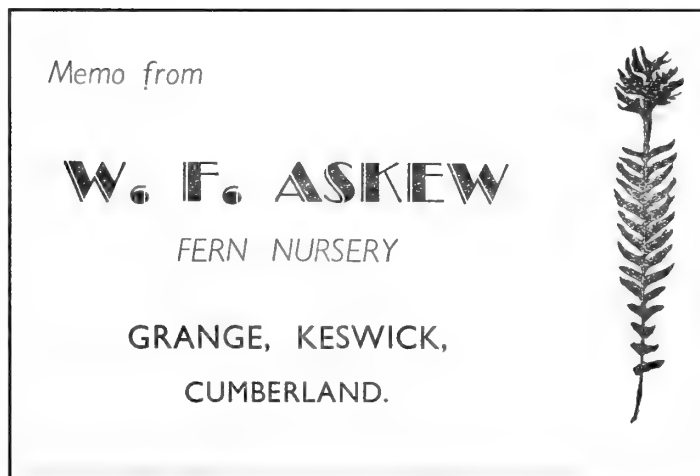 Memo from
W. F. ASKEW
FERN NURSERY
GRANGE, KESWICK,
CUMBERLAND.